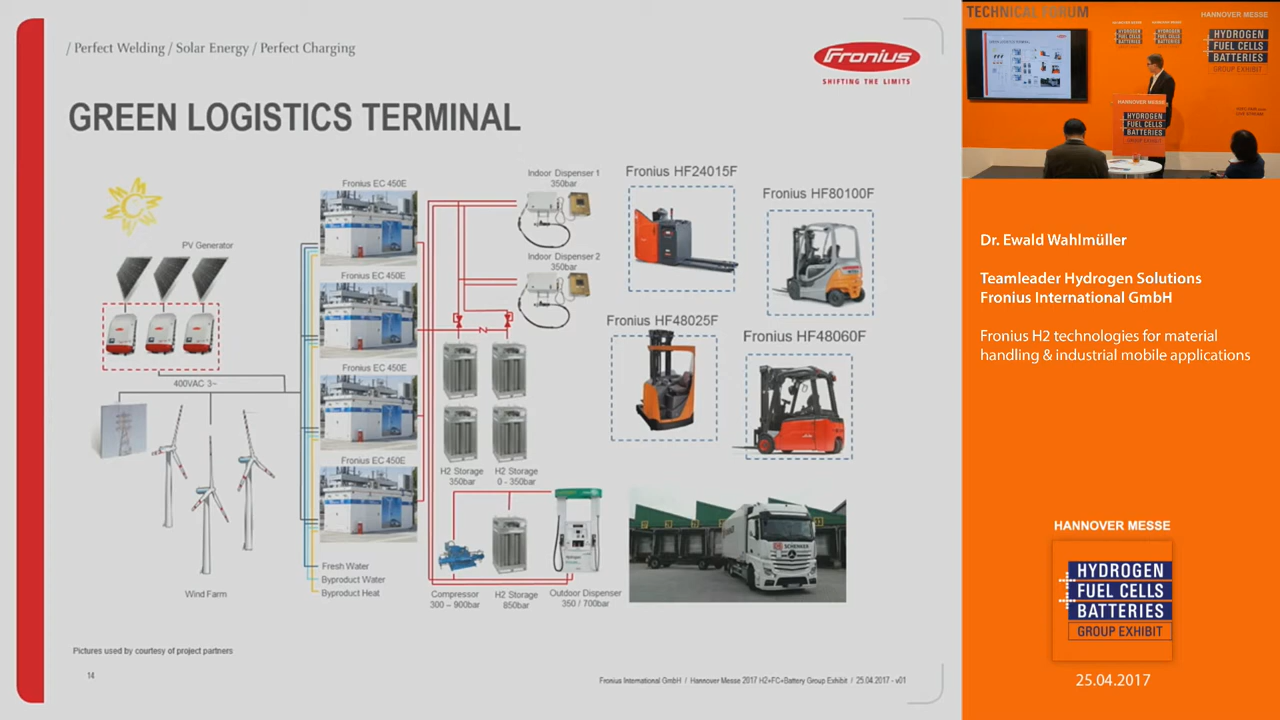 / Perfect Welding / Solar Energy / Perfect Charging
Fronius
SHIFTING THE LIMITS
GREEN LOGISTICS TERMINAL
PV Generator
400VAC 3~
Wind Farm
Fronius EC 450E
Fronius EC 450E
Fronius EC 450E
Fronius EC 450E
Fresh Water
Byproduct Water
Byproduct Heat
Indoor Dispenser 1
350bar
Indoor Dispenser 2
350bar
H2 Storage
350bar
H2 Storage
0 - 350bar
Compressor
300 – 900bar
H2 Storage
850bar
Outdoor Dispenser
350 / 700bar
Fronius HF24015F
Fronius HF80100F
Fronius HF48025F
Fronius HF48060F
SCHENKER
Pictures used by courtesy of project partners
14
Fronius International GmbH / Hannover Messe 2017 H2+FC+Battery Group Exhibit / 25.04.2017 - v01
TECHNICAL FORUM
HANNOVER MESSE
HYDROGEN
FUEL CELLS
BATTERIES
GROUP EXHIBIT
HANNOVER MESSE
HYDROGEN
FUEL CELLS
BATTERIES
Dr. Ewald Wahlmüller
Teamleader Hydrogen Solutions
Fronius International GmbH
Fronius H2 technologies for material
handling & industrial mobile applications
HANNOVER MESSE
HYDROGEN
FUEL CELLS
BATTERIES
GROUP EXHIBIT
25.04.2017